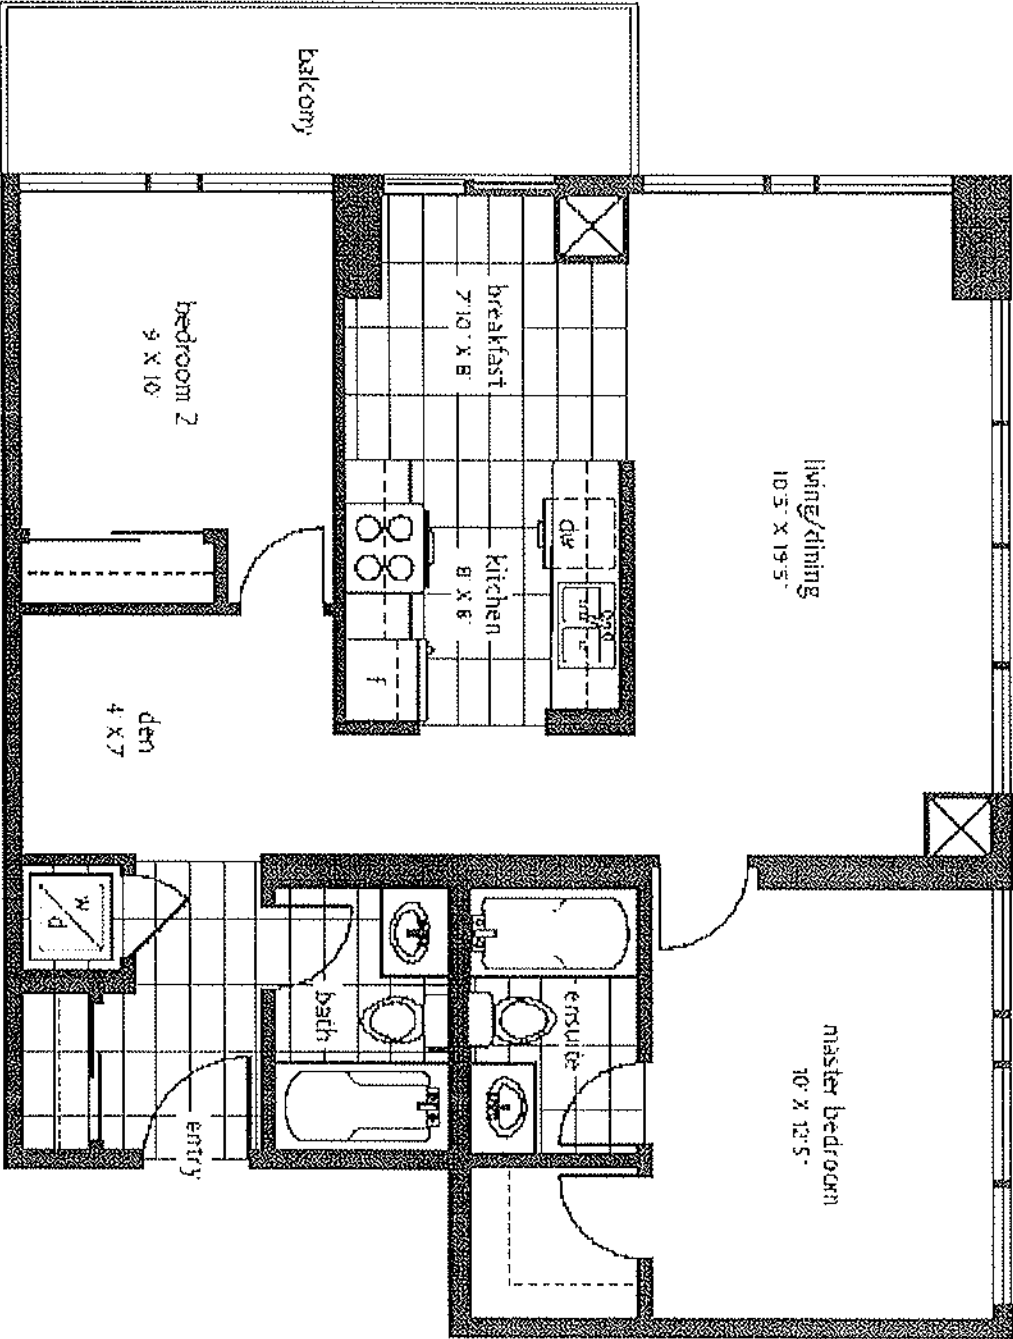 balcony
bedroom 2
9 X 10'
breakfast
7'10" X 8'
living/dining
10'5" X 19'5"
kitchen
8' X 8'
dw
f
den
4' X 7'
w
d
bath
ensuite
entry
master bedroom
10' X 12'5"